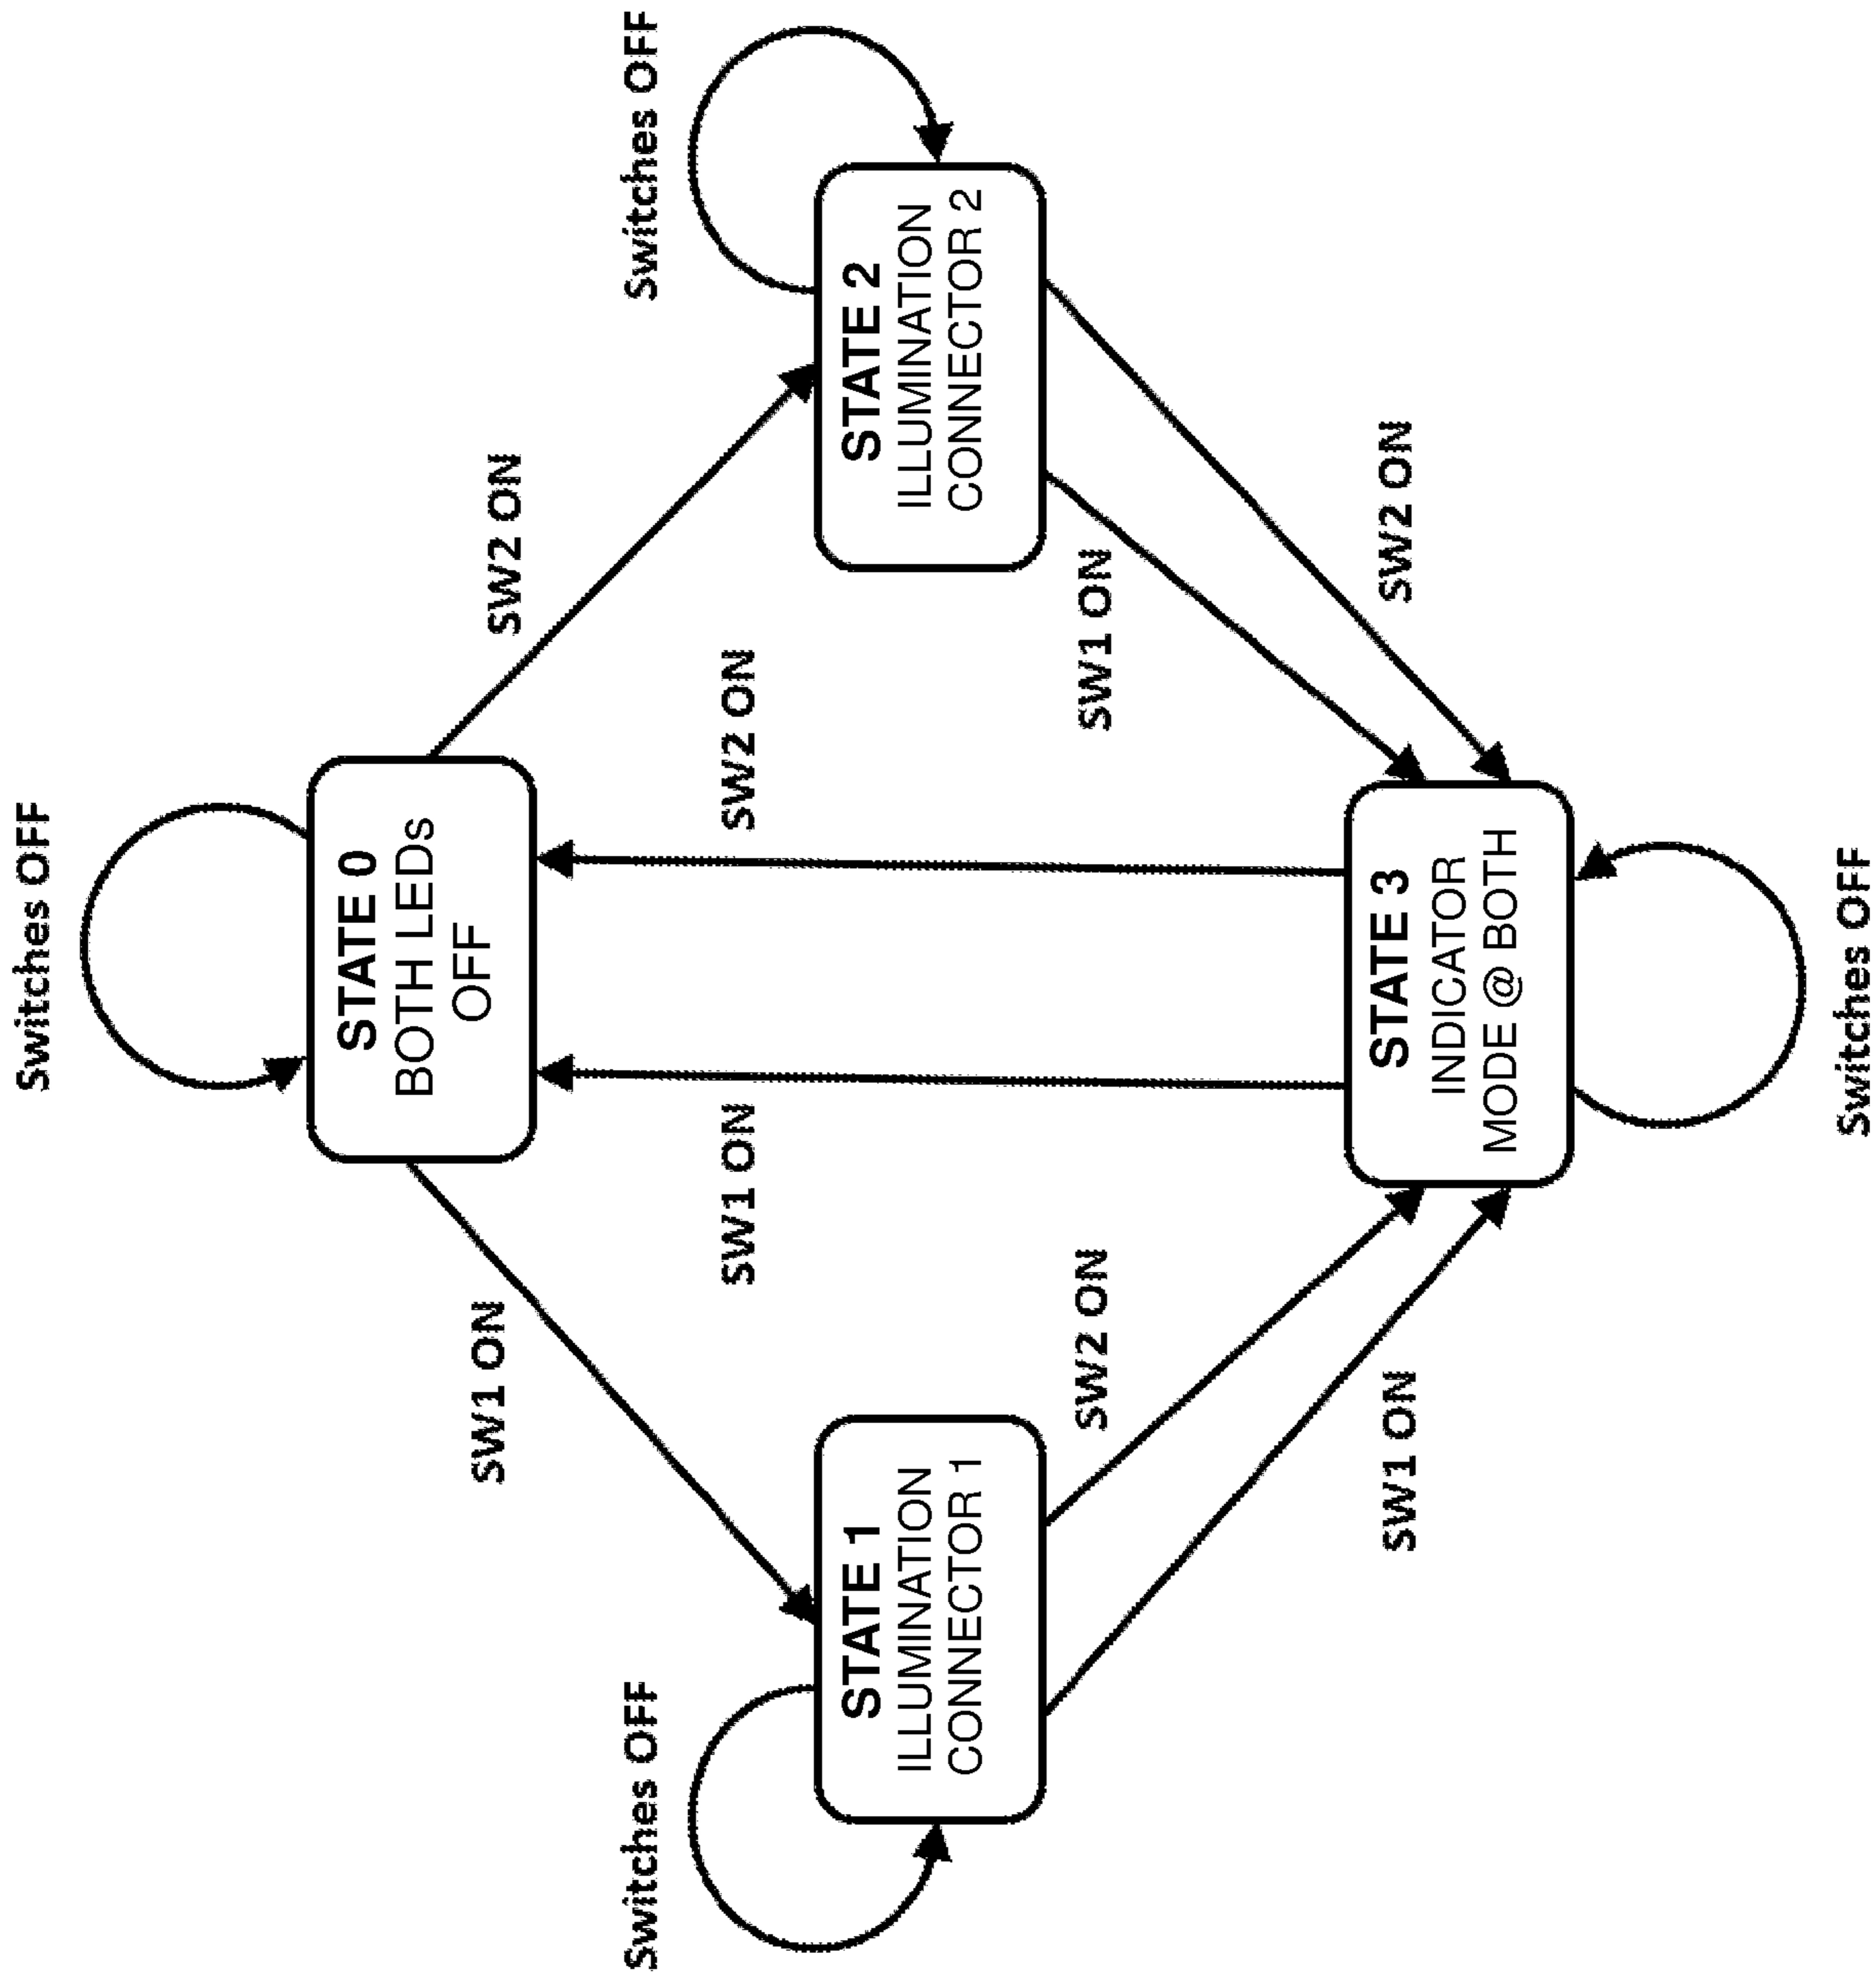 Switches OFF
STATE 0
BOTH LEDs
OFF
SW1 ON
SW2 ON
Switches OFF
Switches OFF
SW1 ON
SW2 ON
STATE 1
ILLUMINATION
CONNECTOR 1
STATE 2
ILLUMINATION
CONNECTOR 2
SW2 ON
SW1 ON
SW1 ON
SW2 ON
STATE 3
INDICATOR
MODE @ BOTH
Switches OFF